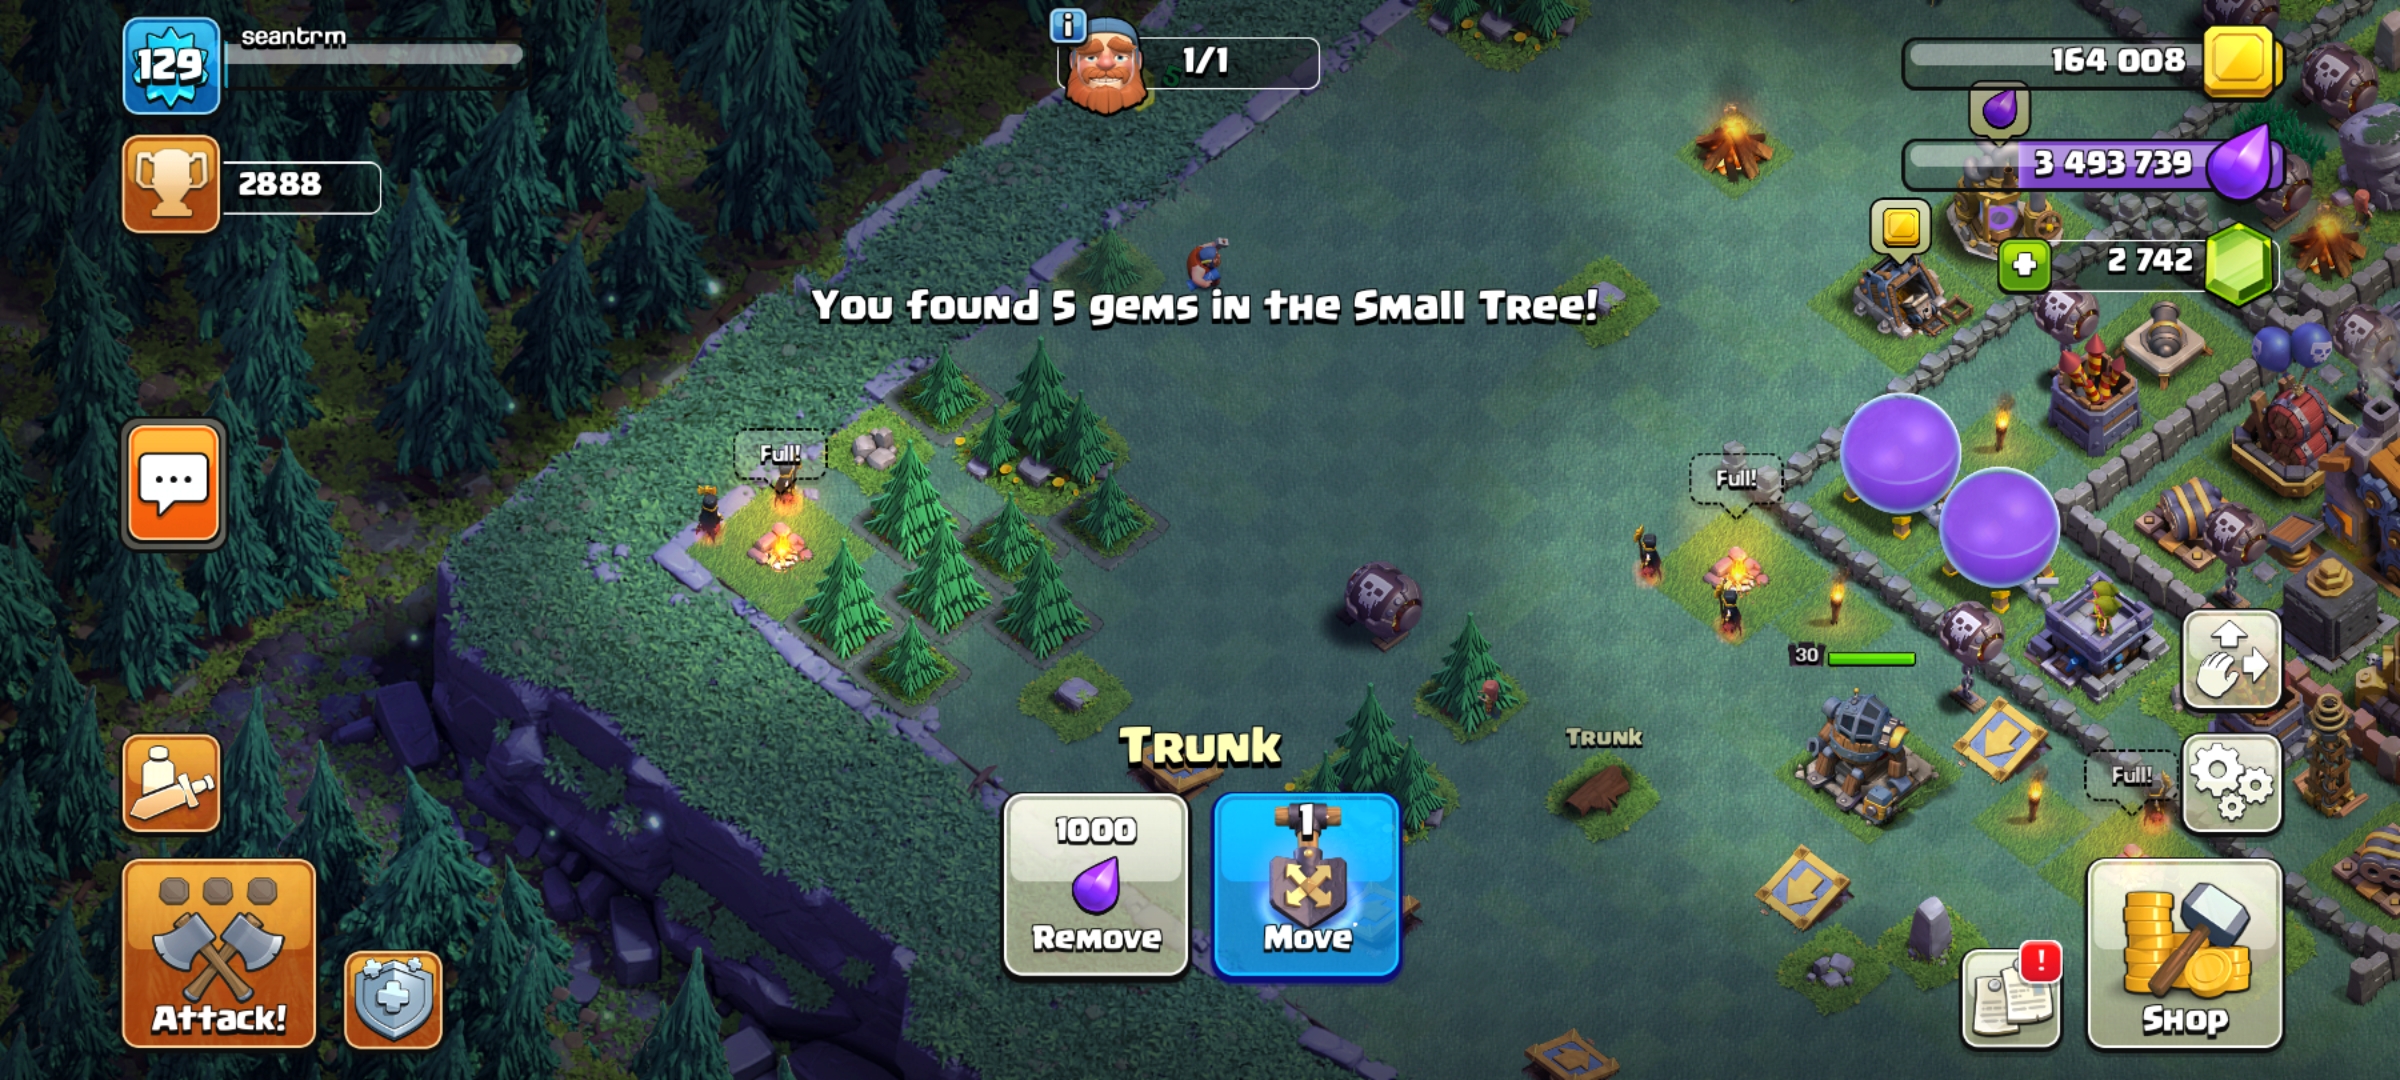 129
seantrm
1/1
164 008
2888
3 493 739
2 742
You found 5 gems in the Small Tree!
Full!
Full!
30
Trunk
Trunk
Full!
1000
Remove
1
Move
Attack!
!
Shop